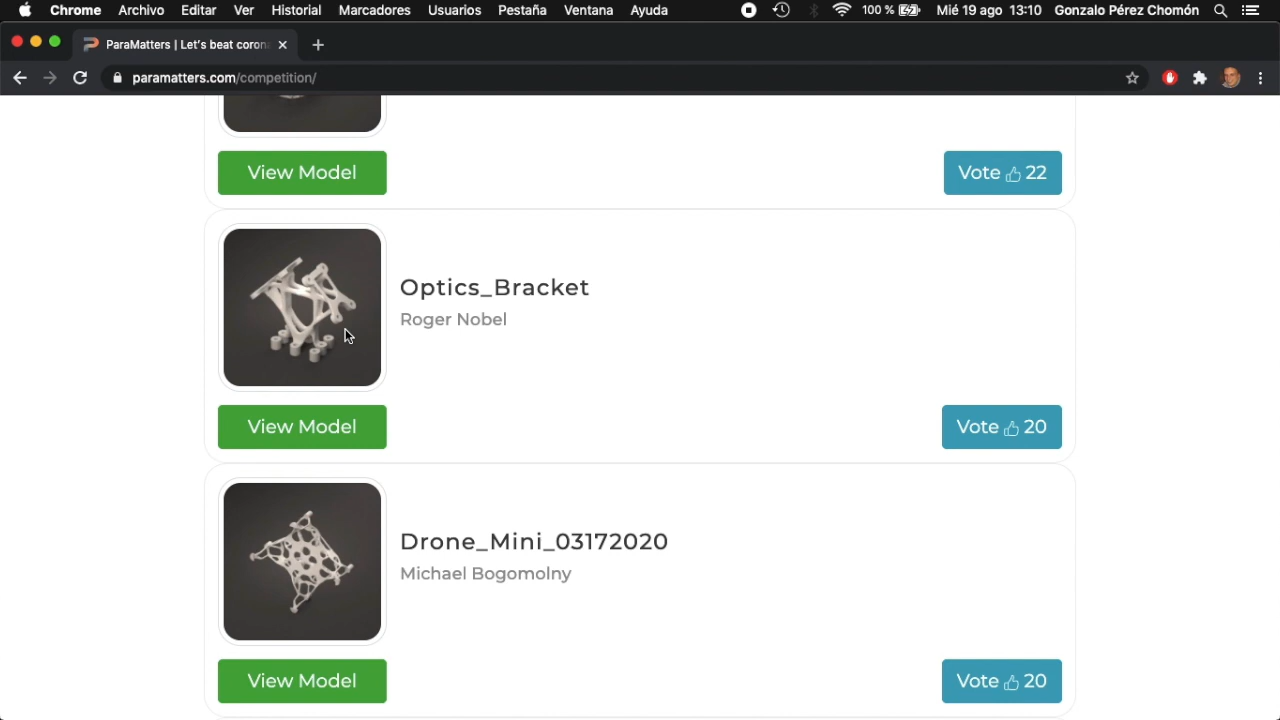 Chrome Archivo Editar Ver Historial Marcadores Usuarios Pestaña Ventana Ayuda 100 % Mié 19 ago 13:10 Gonzalo Pérez Chomón
ParaMatters | Let's beat coron
paramatters.com/competition/
View Model Vote 22
Optics_Bracket
Roger Nobel
View Model Vote 20
Drone_Mini_03172020
Michael Bogomolny
View Model Vote 20